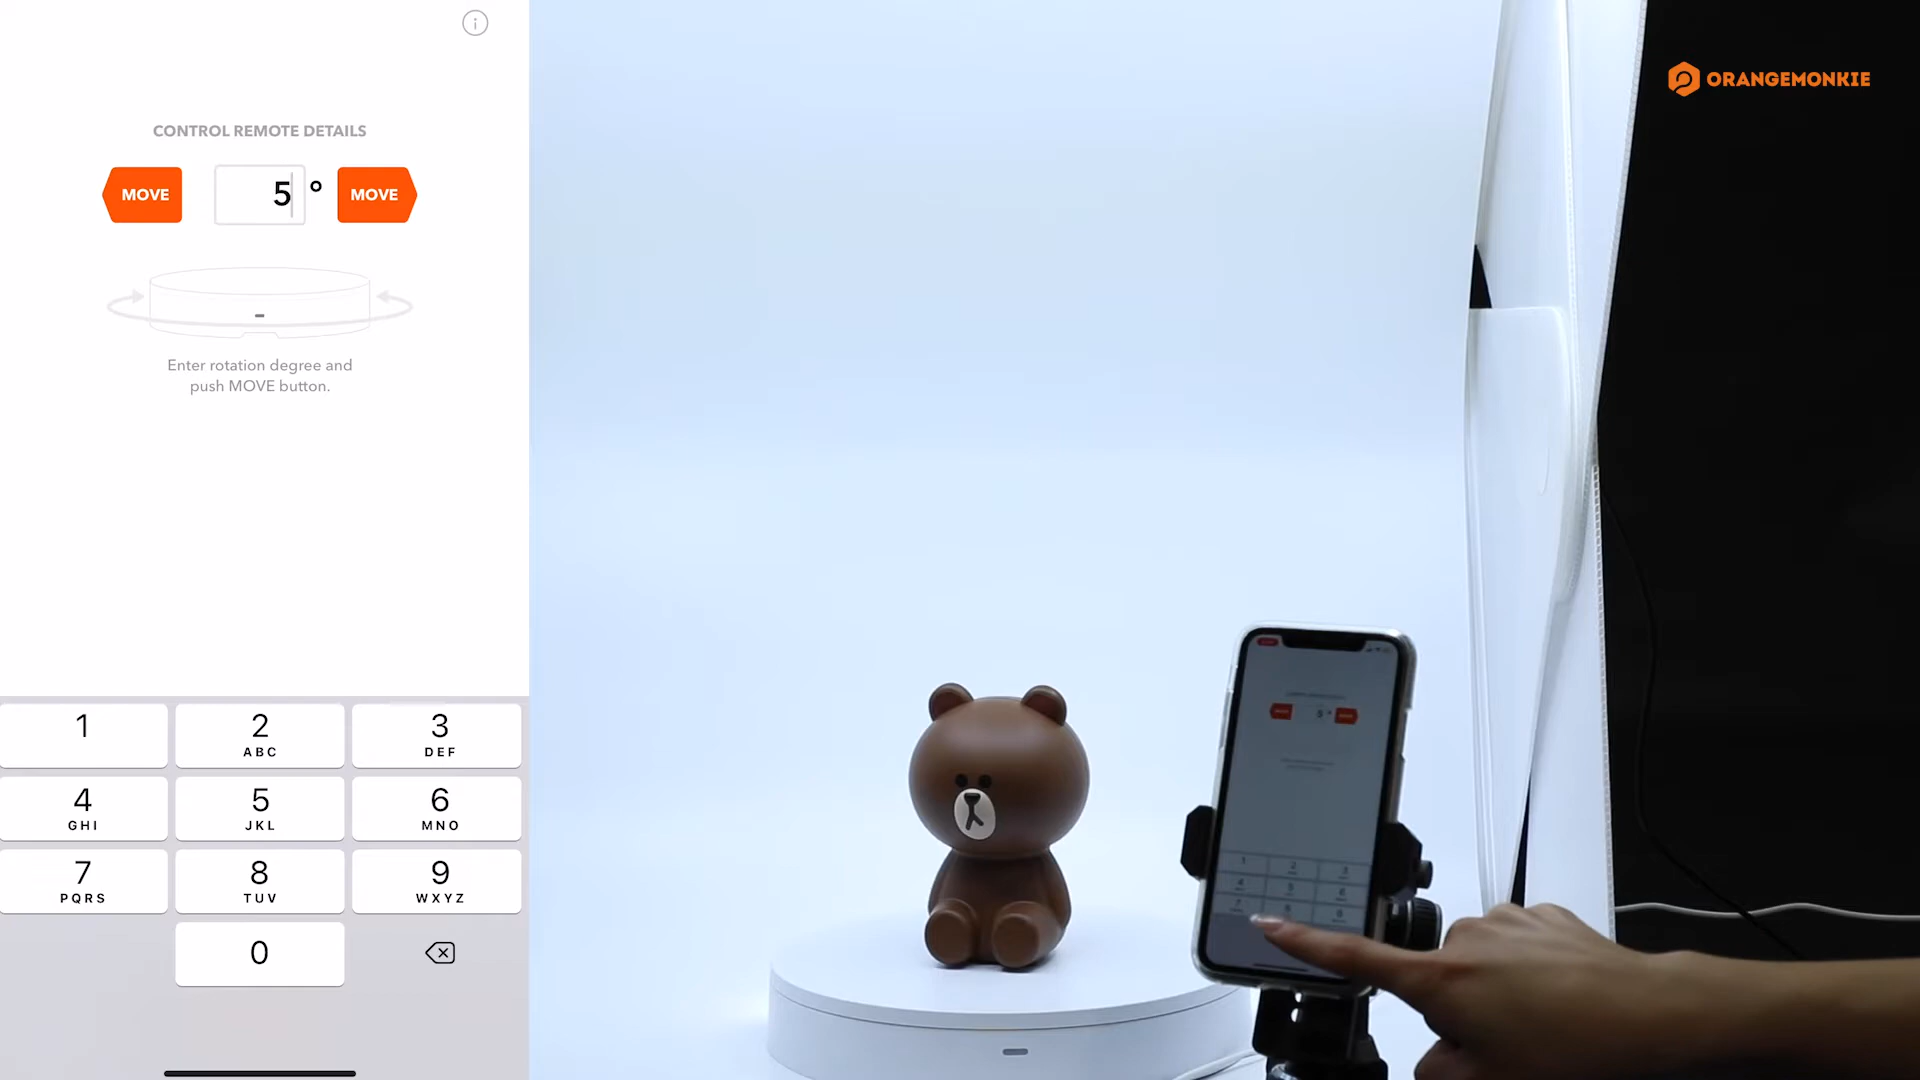 CONTROL REMOTE DETAILS
MOVE 5° MOVE
Enter rotation degree and
push MOVE button.
1 2 3
ABC DEF
4 5 6
GHI JKL MNO
7 8 9
PQRS TUV WXYZ
0
ORANGEMONKIE